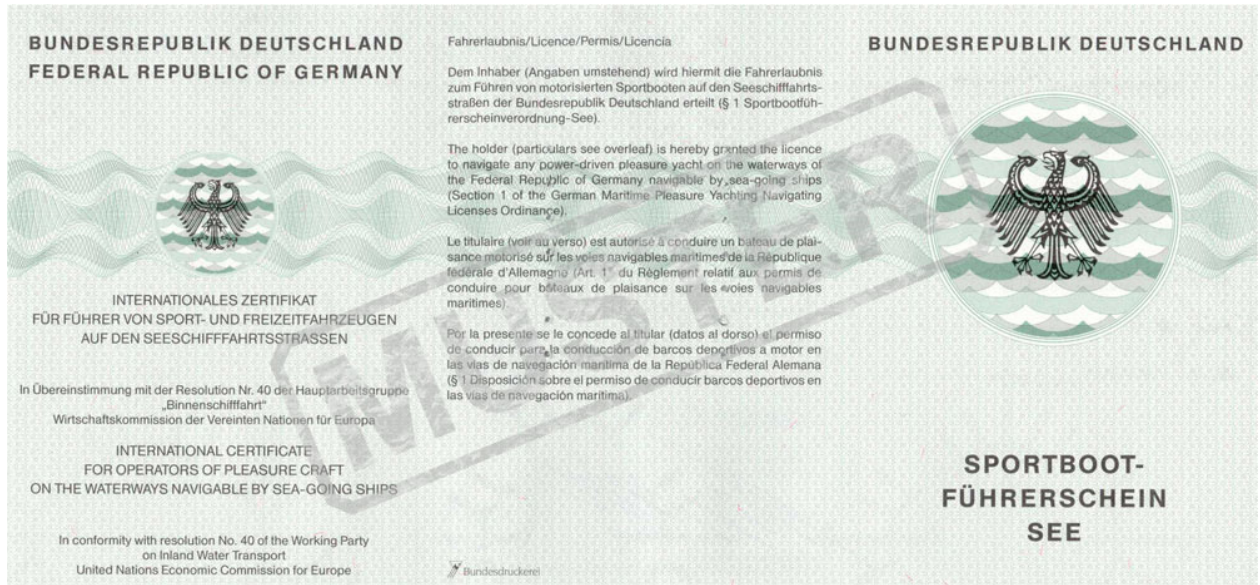 BUNDESREPUBLIK DEUTSCHLAND
FEDERAL REPUBLIC OF GERMANY
INTERNATIONALES ZERTIFIKAT
FÜR FÜHRER VON SPORT- UND FREIZEITFAHRZEUGEN
AUF DEN SEESCHIFFFAHRTSSTRASSEN
In Übereinstimmung mit der Resolution Nr. 40 der Hauptarbeitsgruppe
„Binnenschifffahrt“
Wirtschaftskommission der Vereinten Nationen für Europa
INTERNATIONAL CERTIFICATE
FOR OPERATORS OF PLEASURE CRAFT
ON THE WATERWAYS NAVIGABLE BY SEA-GOING SHIPS
In conformity with resolution No. 40 of the Working Party
on Inland Water Transport
United Nations Economic Commission for Europe
Fahrerlaubnis/Licence/Permis/Licencia
Dem Inhaber (Angaben umstehend) wird hiermit die Fahrerlaubnis
zum Führen von motorisierten Sportbooten auf den Seeschifffahrts-
straßen der Bundesrepublik Deutschland erteilt (§ 1 Sportbootfüh-
rerscheinverordnung-See).
The holder (particulars see overleaf) is hereby granted the licence
to navigate any power-driven pleasure yacht on the waterways of
the Federal Republic of Germany navigable by sea-going ships
(Section 1 of the German Maritime Pleasure Yachting Navigating
Licenses Ordinance).
Le titulaire (voir au verso) est autorisé à conduire un bateau de plai-
sance motorisé sur les voies navigables maritimes de la République
fédérale d'Allemagne (Art. 1er du Règlement relatif aux permis de
conduire pour bateaux de plaisance sur les voies navigables
maritimes).
Por la presente se le concede al titular (datos al dorso) el permiso
de conducir para la conducción de barcos deportivos a motor en
las vías de navegación marítima de la República Federal Alemana
(§ 1 Disposición sobre el permiso de conducir barcos deportivos en
las vías de navegación marítima).
Bundesdruckerei
MUSTER
BUNDESREPUBLIK DEUTSCHLAND
SPORTBOOT-
FÜHRERSCHEIN
SEE